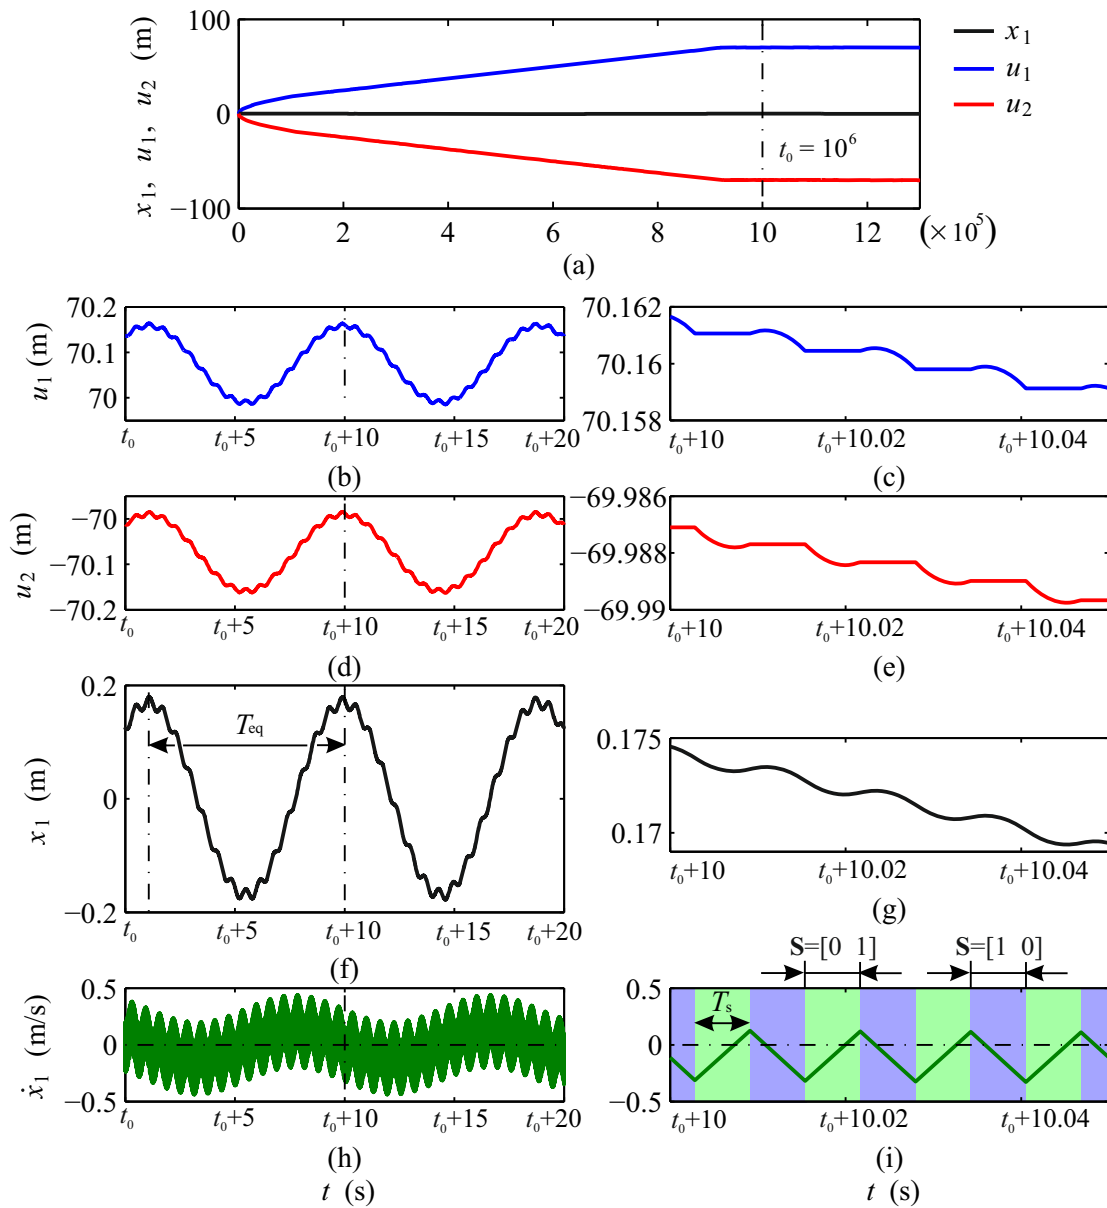 x1, u1, u2 (m)
100
0
−100
0 2 4 6 8 10 12 (×10^5)
t0 = 10^6
x1
u1
u2
(a)
u1 (m)
70.2
70.1
70
t0 t0+5 t0+10 t0+15 t0+20
(b)
70.162
70.16
70.158
t0+10 t0+10.02 t0+10.04
(c)
u2 (m)
−70
−70.1
−70.2
t0 t0+5 t0+10 t0+15 t0+20
(d)
−69.986
−69.988
−69.99
t0+10 t0+10.02 t0+10.04
(e)
x1 (m)
0.2
0
−0.2
Teq
t0 t0+5 t0+10 t0+15 t0+20
(f)
0.175
0.17
t0+10 t0+10.02 t0+10.04
(g)
ẋ1 (m/s)
0.5
0
−0.5
t0 t0+5 t0+10 t0+15 t0+20
(h)
t (s)
S=[0 1] S=[1 0]
0.5
0
−0.5
Ts
t0+10 t0+10.02 t0+10.04
(i)
t (s)